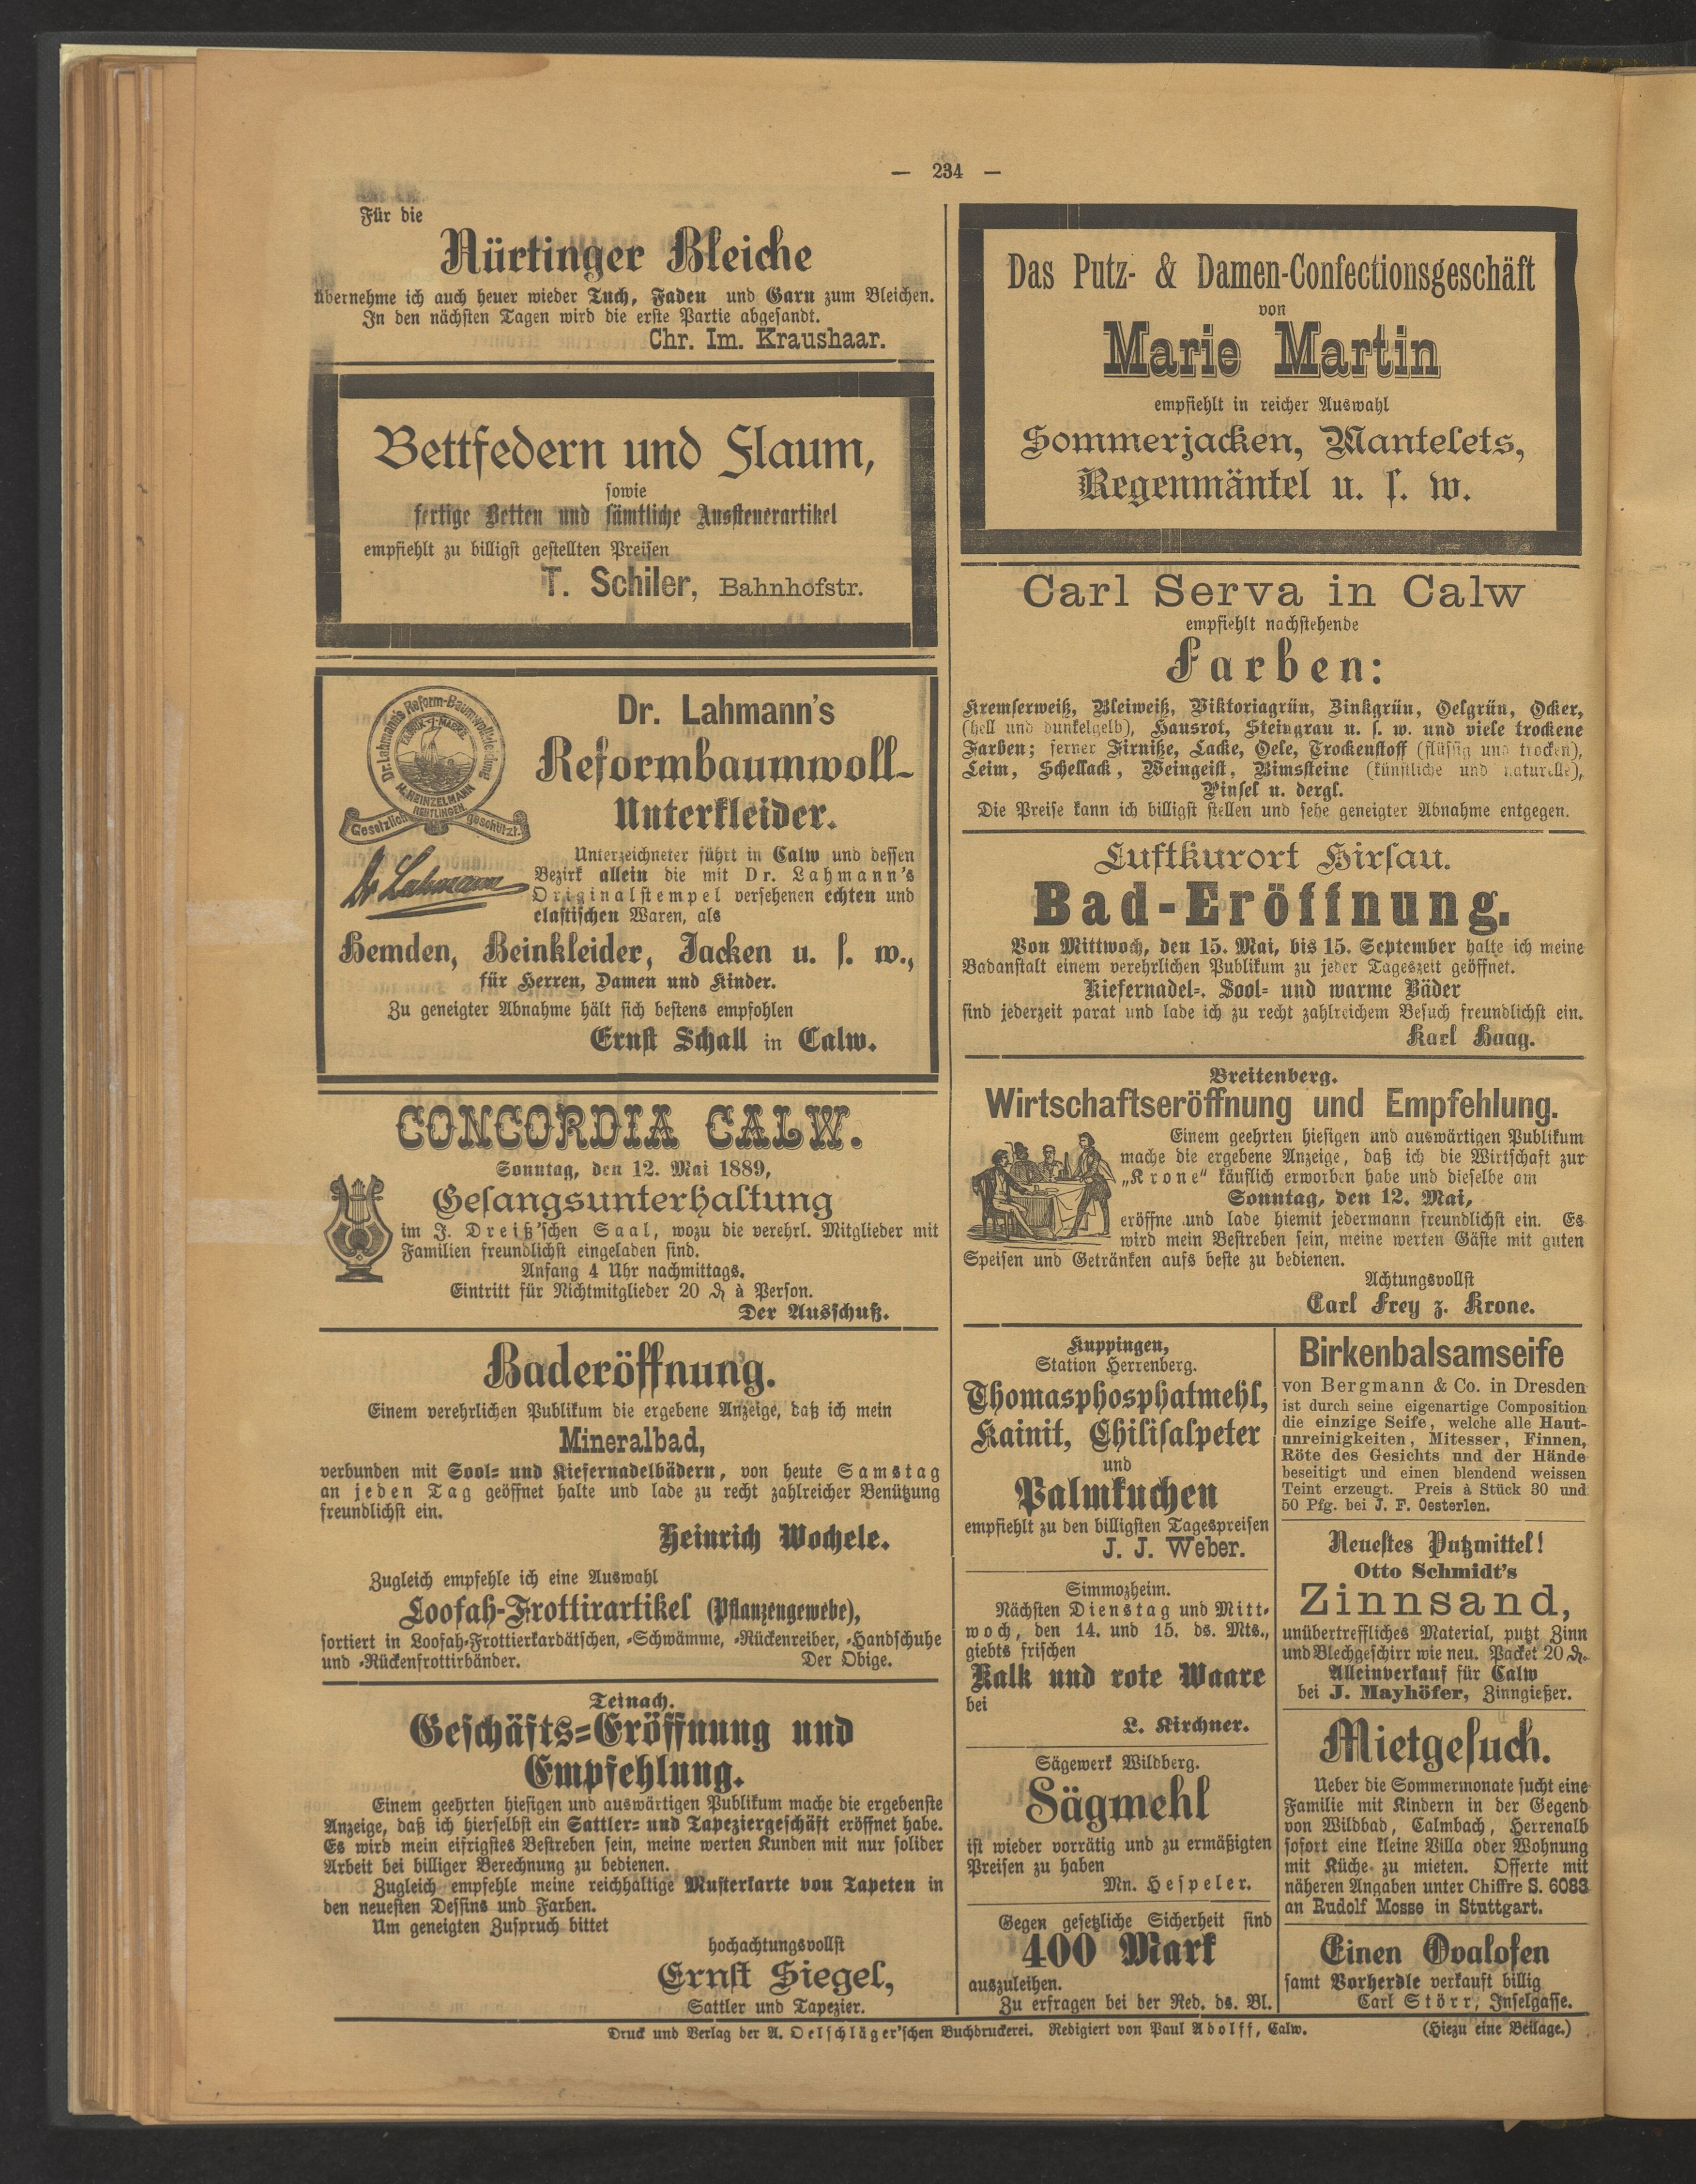 — 234 —
Für die
Nürtinger Bleiche
übernehme ich auch heuer wieder Tuch, Faden und Garn zum Bleichen.
In den nächsten Tagen wird die erste Partie abgesandt.
Chr. Im. Kraushaar.
Bettfedern und Flaum,
sowie
fertige Betten und sämtliche Aussteuerartikel
empfiehlt zu billigst gestellten Preisen
T. Schiler, Bahnhofstr.
Dr. Lahmann's Reform-Baumwollkleidung
FABRIK-MARKE
H. HEINZELMANN
REUTLINGEN
Gesetzlich geschützt.
Dr. Lahmann
Dr. Lahmann's
Reformbaumwoll-
Unterkleider.
Unterzeichneter führt in Calw und dessen
Bezirk allein die mit Dr. Lahmann's
Originalstempel versehenen echten und
elastischen Waren, als
Hemden, Beinkleider, Jacken u. s. w.,
für Herren, Damen und Kinder.
Zu geneigter Abnahme hält sich bestens empfohlen
Ernst Schall in Calw.
CONCORDIA CALW.
Sonntag, den 12. Mai 1889,
Gesangsunterhaltung
im J. Dreiß'schen Saal, wozu die verehrl. Mitglieder mit
Familien freundlichst eingeladen sind.
Anfang 4 Uhr nachmittags.
Eintritt für Nichtmitglieder 20 ₰ à Person.
Der Ausschuß.
Baderöffnung.
Einem verehrlichen Publikum die ergebene Anzeige, daß ich mein
Mineralbad,
verbunden mit Sool- und Kiefernadelbädern, von heute Samstag
an jeden Tag geöffnet halte und lade zu recht zahlreicher Benützung
freundlichst ein.
Heinrich Wochele.
Zugleich empfehle ich eine Auswahl
Loofah-Frottirartikel (Pflanzengewebe),
sortiert in Loofah-Frottierkardätschen, -Schwämme, -Rückenreiber, -Handschuhe
und -Rückenfrottirbänder. Der Obige.
Teinach.
Geschäfts-Eröffnung und
Empfehlung.
Einem geehrten hiesigen und auswärtigen Publikum mache die ergebenste
Anzeige, daß ich hierselbst ein Sattler- und Tapeziergeschäft eröffnet habe.
Es wird mein eifrigstes Bestreben sein, meine werten Kunden mit nur solider
Arbeit bei billiger Berechnung zu bedienen.
Zugleich empfehle meine reichhaltige Musterkarte von Tapeten in
den neuesten Dessins und Farben.
Um geneigten Zuspruch bittet
hochachtungsvollst
Ernst Siegel,
Sattler und Tapezier.
Das Putz- & Damen-Confectionsgeschäft
von
Marie Martin
empfiehlt in reicher Auswahl
Sommerjacken, Mantelets,
Regenmäntel u. s. w.
Carl Serva in Calw
empfiehlt nachstehende
Farben:
Kremserweiß, Bleiweiß, Viktoriagrün, Zinkgrün, Oelgrün, Ocker,
(hell und dunkelgelb), Hausrot, Steingrau u. s. w. und viele trockene
Farben; ferner Firniße, Lacke, Oele, Trockenstoff (flüssig und trocken),
Leim, Schellack, Weingeist, Bimssteine (künstliche und naturelle),
Pinsel u. dergl.
Die Preise kann ich billigst stellen und sehe geneigter Abnahme entgegen.
Luftkurort Hirsau.
Bad-Eröffnung.
Von Mittwoch, den 15. Mai, bis 15. September halte ich meine
Badanstalt einem verehrlichen Publikum zu jeder Tageszeit geöffnet.
Kiefernadel-, Sool- und warme Bäder
sind jederzeit parat und lade ich zu recht zahlreichem Besuch freundlichst ein.
Karl Haag.
Breitenberg.
Wirtschaftseröffnung und Empfehlung.
Einem geehrten hiesigen und auswärtigen Publikum
mache die ergebene Anzeige, daß ich die Wirtschaft zur
„Krone“ käuflich erworben habe und dieselbe am
Sonntag, den 12. Mai,
eröffne und lade hiemit jedermann freundlichst ein. Es
wird mein Bestreben sein, meine werten Gäste mit guten
Speisen und Getränken aufs beste zu bedienen.
Achtungsvollst
Carl Frey z. Krone.
Kuppingen,
Station Herrenberg.
Thomasphosphatmehl,
Kainit, Chilisalpeter
und
Palmkuchen
empfiehlt zu den billigsten Tagespreisen
J. J. Weber.
Simmozheim.
Nächsten Dienstag und Mitt-
woch, den 14. und 15. ds. Mts.,
giebts frischen
Kalk und rote Waare
bei
L. Kirchner.
Sägewerk Wildberg.
Sägmehl
ist wieder vorrätig und zu ermäßigten
Preisen zu haben
Mn. Hespeler.
Gegen gesetzliche Sicherheit sind
400 Mark
auszuleihen.
Zu erfragen bei der Red. ds. Bl.
Birkenbalsamseife
von Bergmann & Co. in Dresden
ist durch seine eigenartige Composition
die einzige Seife, welche alle Haut-
unreinigkeiten, Mitesser, Finnen,
Röte des Gesichts und der Hände
beseitigt und einen blendend weissen
Teint erzeugt. Preis à Stück 30 und
50 Pfg. bei J. F. Oesterlen.
Neuestes Putzmittel!
Otto Schmidt's
Zinnsand,
unübertreffliches Material, putzt Zinn
und Blechgeschirr wie neu. Packet 20 ₰.
Alleinverkauf für Calw
bei J. Mayhöfer, Zinngießer.
Mietgesuch.
Ueber die Sommermonate sucht eine
Familie mit Kindern in der Gegend
von Wildbad, Calmbach, Herrenalb
sofort eine kleine Villa oder Wohnung
mit Küche zu mieten. Offerte mit
näheren Angaben unter Chiffre S. 6083
an Rudolf Mosse in Stuttgart.
Einen Ovalofen
samt Vorherdle verkauft billig
Carl Störr, Inselgasse.
Druck und Verlag der A. Oelschläger'schen Buchdruckerei. Redigiert von Paul Adolff, Calw. (Hiezu eine Beilage.)